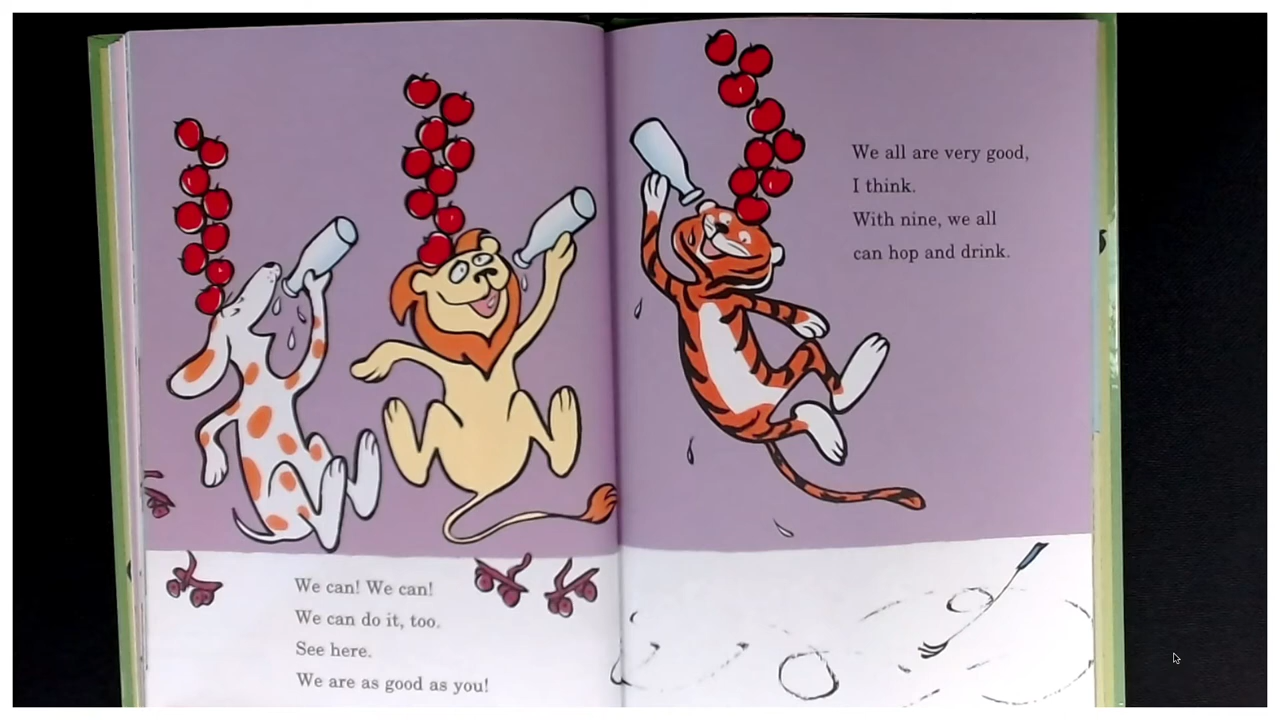 We can! We can!
We can do it, too.
See here.
We are as good as you!
We all are very good,
I think.
With nine, we all
can hop and drink.